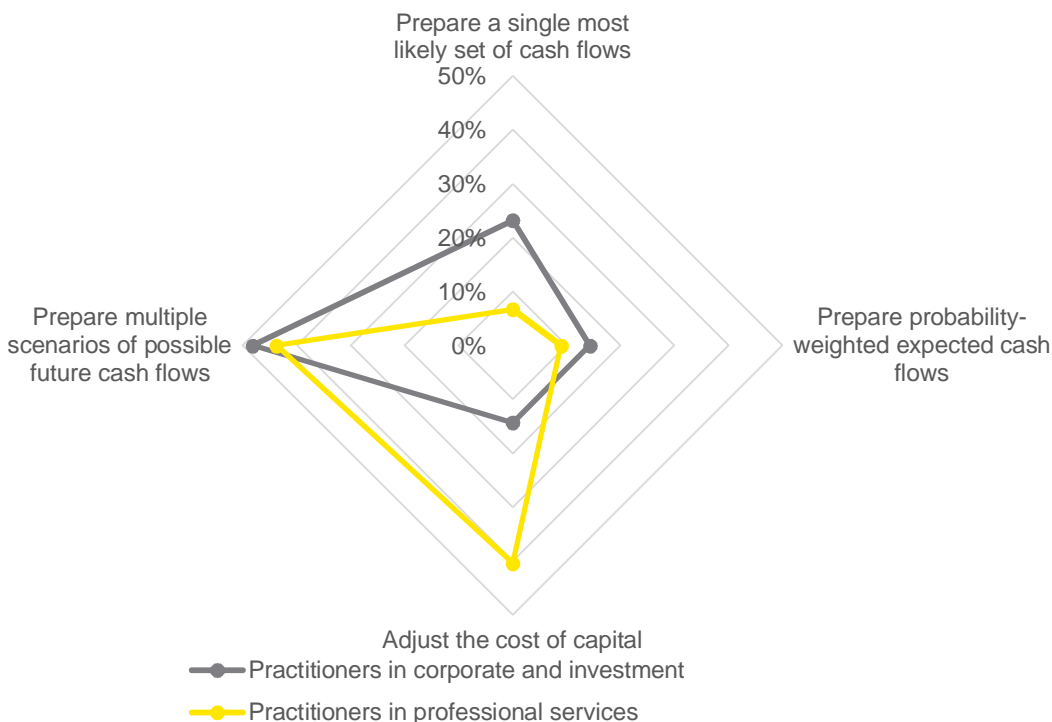 Prepare a single most
likely set of cash flows
50%
40%
30%
20%
10%
0%
Prepare multiple
scenarios of possible
future cash flows
Prepare probability-
weighted expected cash
flows
Adjust the cost of capital
Practitioners in corporate and investment
Practitioners in professional services